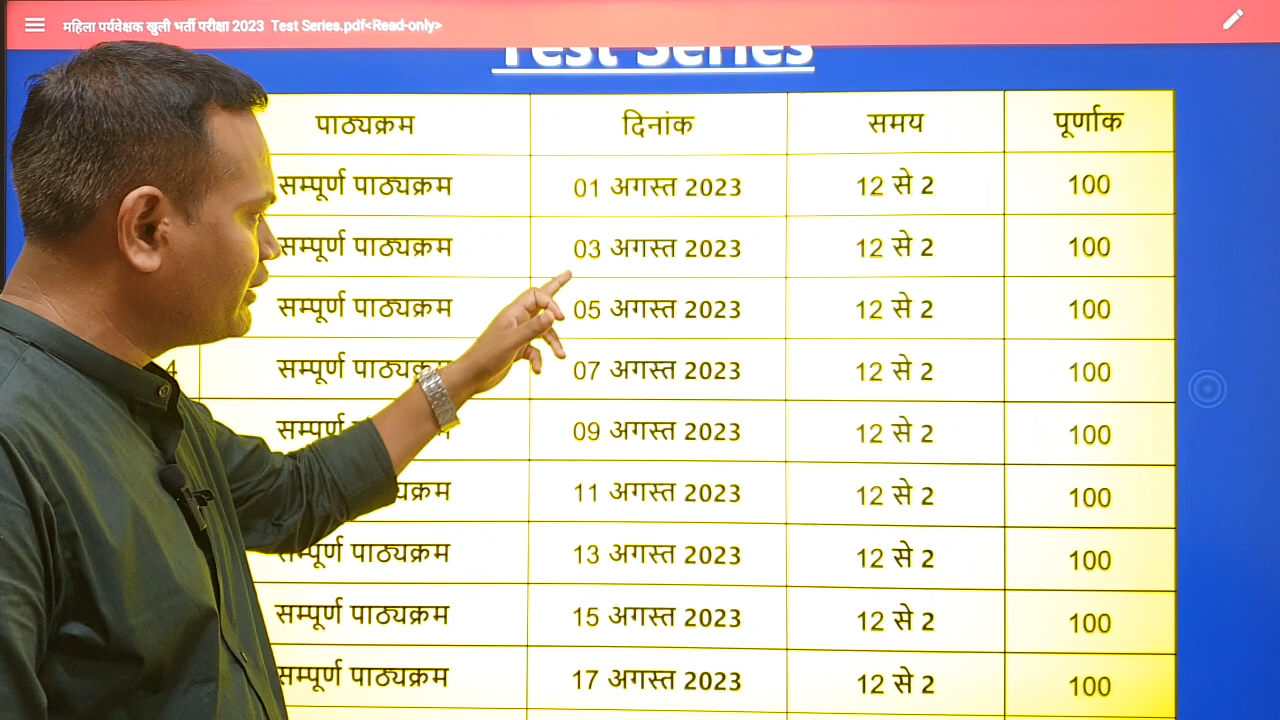 महिला पर्यवेक्षक खुली भर्ती परीक्षा 2023 Test Series.pdf<Read-only>
Test Series
पाठ्यक्रम दिनांक समय पूर्णाक
सम्पूर्ण पाठ्यक्रम 01 अगस्त 2023 12 से 2 100
सम्पूर्ण पाठ्यक्रम 03 अगस्त 2023 12 से 2 100
सम्पूर्ण पाठ्यक्रम 05 अगस्त 2023 12 से 2 100
4 सम्पूर्ण पाठ्यक्रम 07 अगस्त 2023 12 से 2 100
सम्पूर्ण 09 अगस्त 2023 12 से 2 100
11 अगस्त 2023 12 से 2 100
सम्पूर्ण पाठ्यक्रम 13 अगस्त 2023 12 से 2 100
सम्पूर्ण पाठ्यक्रम 15 अगस्त 2023 12 से 2 100
सम्पूर्ण पाठ्यक्रम 17 अगस्त 2023 12 से 2 100